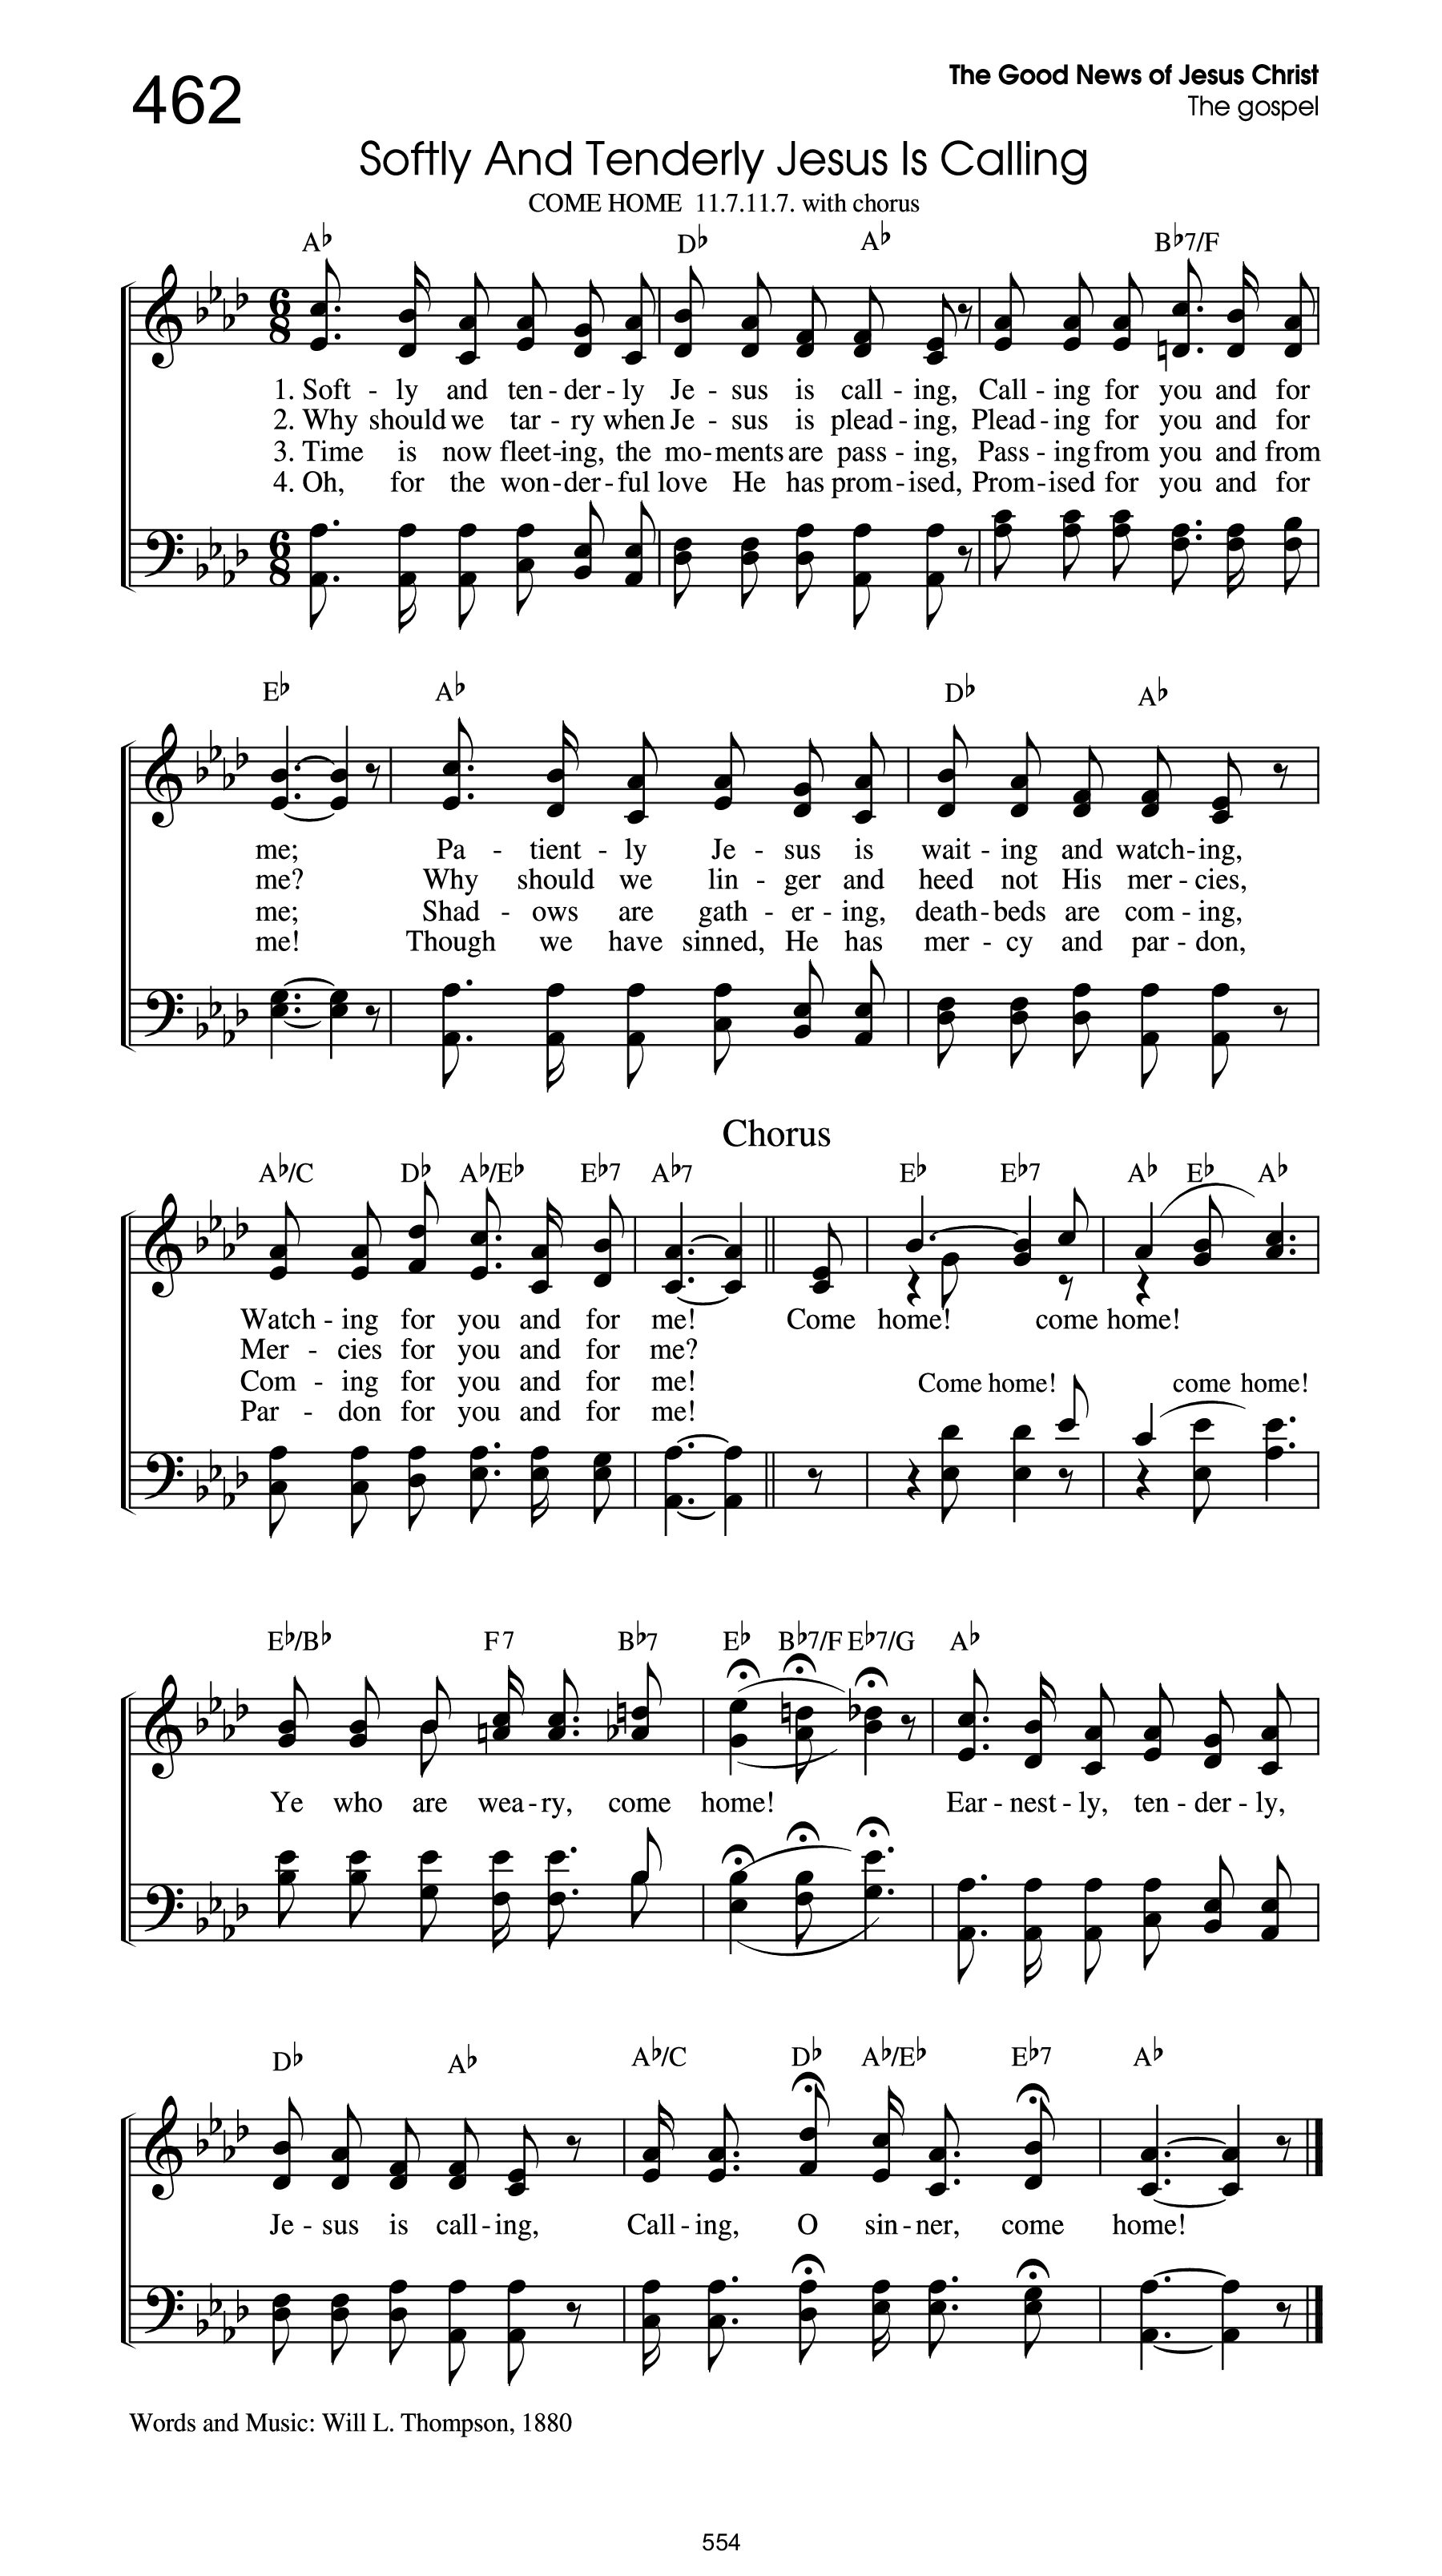 462
The Good News of Jesus Christ
The gospel
Softly And Tenderly Jesus Is Calling
COME HOME 11.7.11.7. with chorus
A♭ D♭ A♭ B♭7/F
6 8
1. Soft - ly and ten - der - ly Je - sus is call - ing, Call - ing for you and for
2. Why should we tar - ry when Je - sus is plead - ing, Plead - ing for you and for
3. Time is now fleet - ing, the mo - ments are pass - ing, Pass - ing from you and from
4. Oh, for the won - der - ful love He has prom - ised, Prom - ised for you and for
6 8
E♭ A♭ D♭ A♭
me; Pa - tient - ly Je - sus is wait - ing and watch - ing,
me? Why should we lin - ger and heed not His mer - cies,
me; Shad - ows are gath - er - ing, death - beds are com - ing,
me! Though we have sinned, He has mer - cy and par - don,
Chorus
A♭/C D♭ A♭/E♭ E♭7 A♭7 E♭ E♭7 A♭ E♭ A♭
Watch - ing for you and for me! Come home! come home!
Mer - cies for you and for me?
Com - ing for you and for me! Come home! come home!
Par - don for you and for me!
E♭/B♭ F7 B♭7 E♭ B♭7/F E♭7/G A♭
Ye who are wea - ry, come home! Ear - nest - ly, ten - der - ly,
D♭ A♭ A♭/C D♭ A♭/E♭ E♭7 A♭
Je - sus is call - ing, Call - ing, O sin - ner, come home!
Words and Music: Will L. Thompson, 1880
554